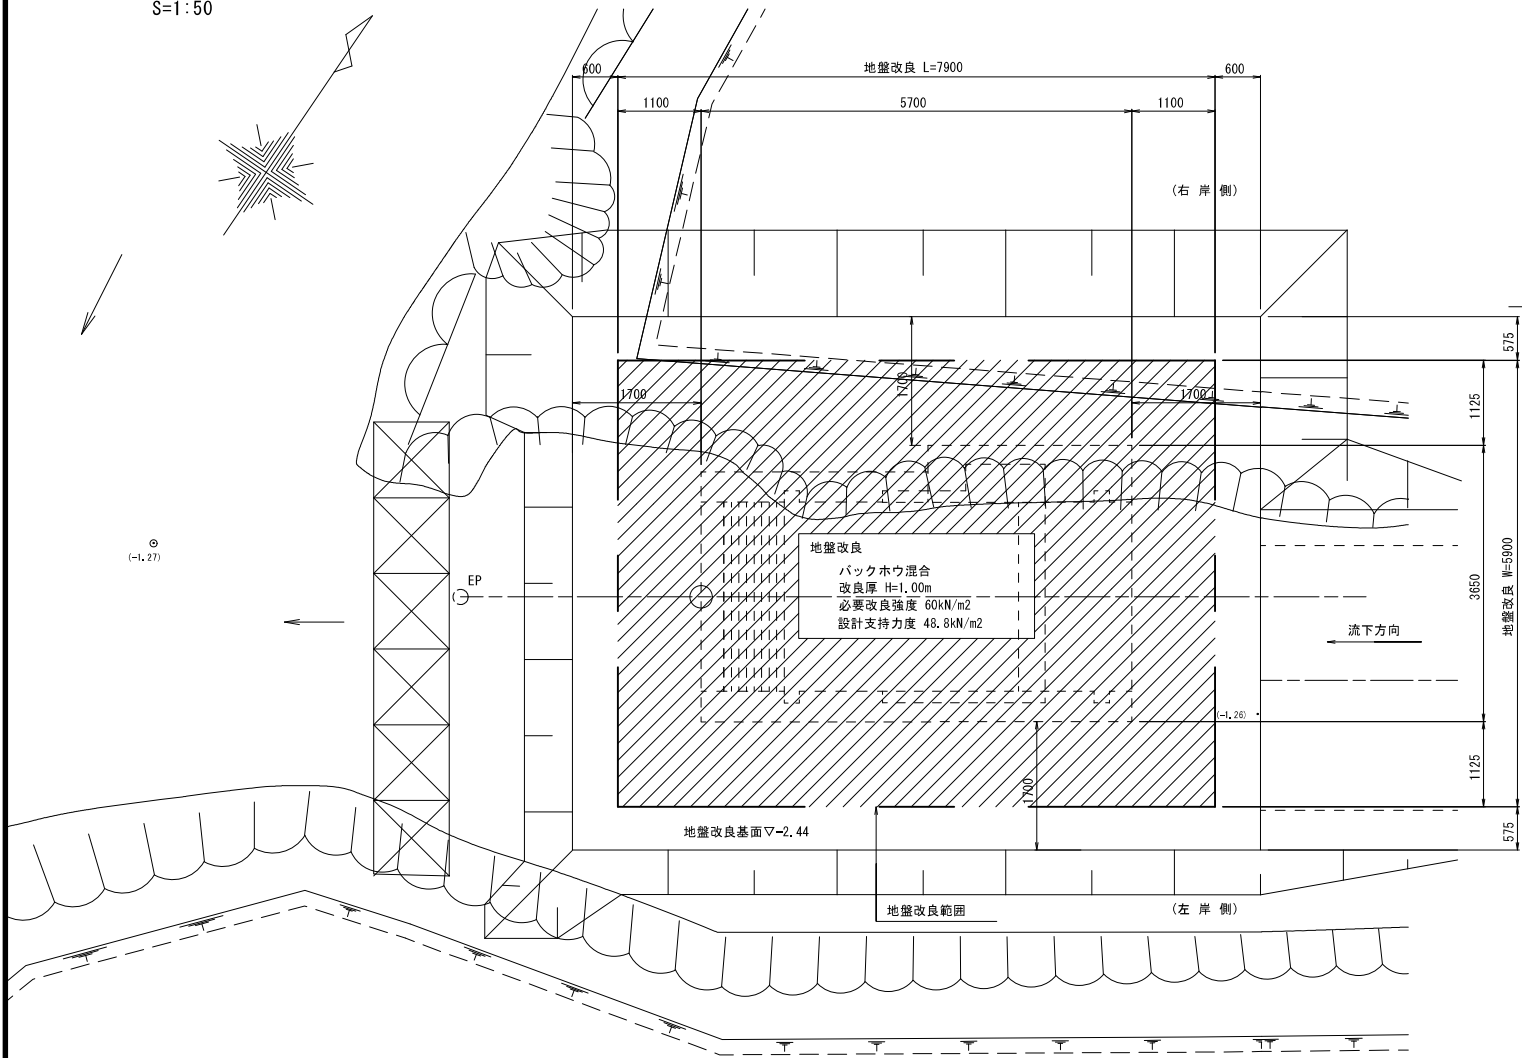 S=1:50
600
地盤改良 L=7900
600
1100
5700
1100
(右 岸 側)
575
1700
1700
1700
1125
(-1.27)
地盤改良
バックホウ混合
改良厚 H=1.00m
必要改良強度 60kN/m2
設計支持力度 48.8kN/m2
EP
3650
地盤改良 W=5900
流下方向
(-1.26)
1700
1125
地盤改良基面▽-2.44
575
地盤改良範囲
(左 岸 側)